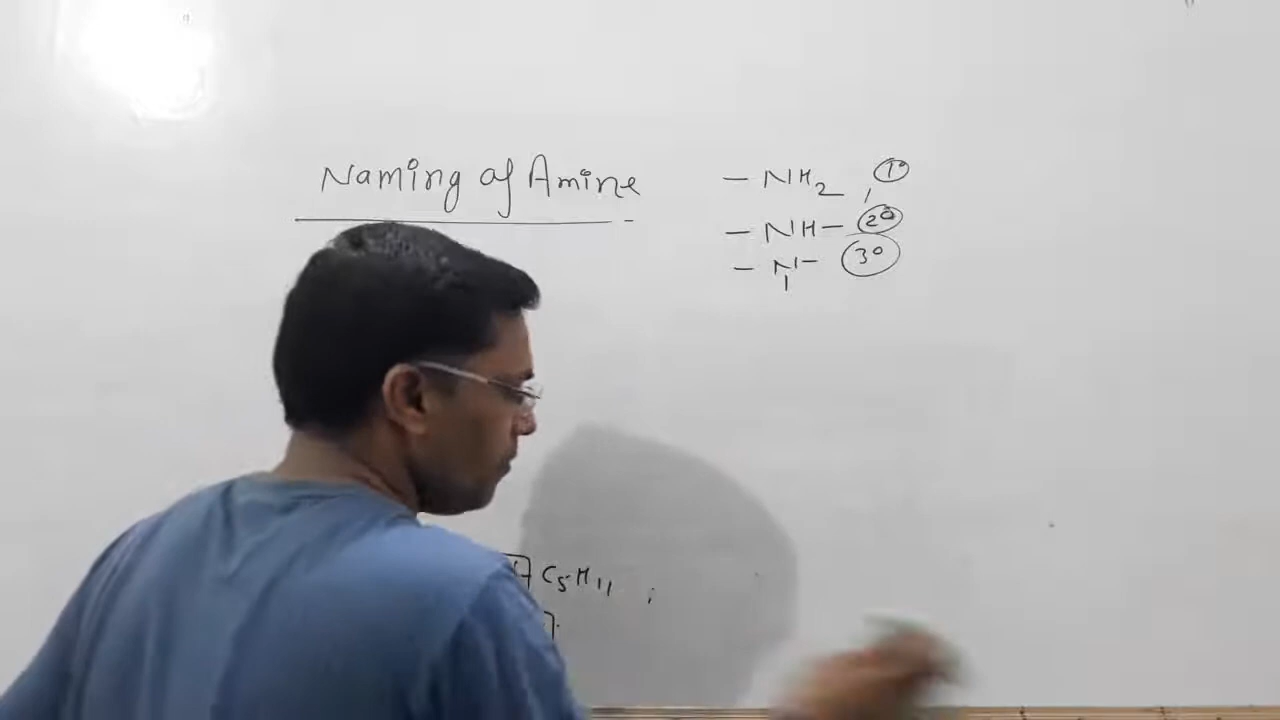 Naming of Amine
— NH₂ 1°
— NH — 2°
— N — 3°
C₅H₁₁ ;